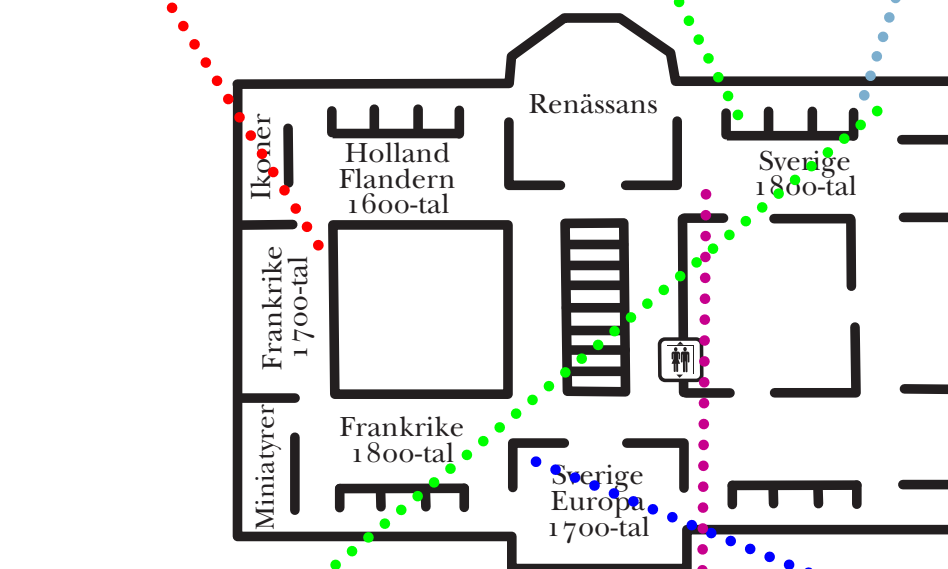 Renässans
Ikoner
Holland
Flandern
1600-tal
Sverige
1800-tal
Frankrike
1700-tal
Miniatyrer
Frankrike
1800-tal
Sverige
Europa
1700-tal